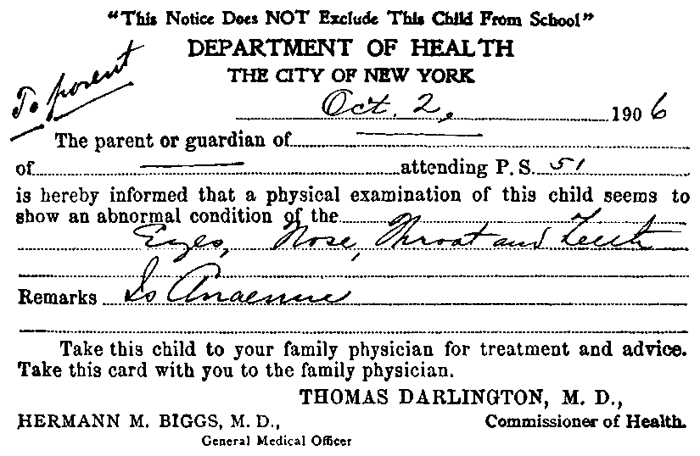 "This Notice Does NOT Exclude This Child From School"
DEPARTMENT OF HEALTH
THE CITY OF NEW YORK
To parent
Oct. 2, 1906
The parent or guardian of
of attending P. S. 51
is hereby informed that a physical examination of this child seems to
show an abnormal condition of the
Eyes, Nose, Throat and Teeth
Remarks Is Anaemic
Take this child to your family physician for treatment and advice.
Take this card with you to the family physician.
THOMAS DARLINGTON, M. D.,
HERMANN M. BIGGS, M. D., Commissioner of Health.
General Medical Officer